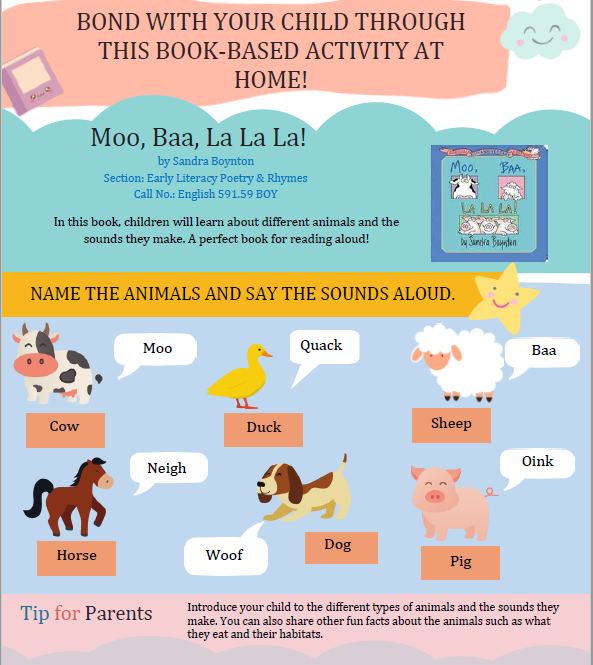 BOND WITH YOUR CHILD THROUGH
THIS BOOK-BASED ACTIVITY AT
HOME!
Moo, Baa, La La La!
by Sandra Boynton
Section: Early Literacy Poetry & Rhymes
Call No.: English 591.59 BOY
In this book, children will learn about different animals and the
sounds they make. A perfect book for reading aloud!
MOO, BAA,
LA LA LA!
by Sandra Boynton
NAME THE ANIMALS AND SAY THE SOUNDS ALOUD.
Moo
Quack
Baa
Cow
Duck
Sheep
Neigh
Oink
Woof
Horse
Dog
Pig
Tip for Parents
Introduce your child to the different types of animals and the sounds they
make. You can also share other fun facts about the animals such as what
they eat and their habitats.